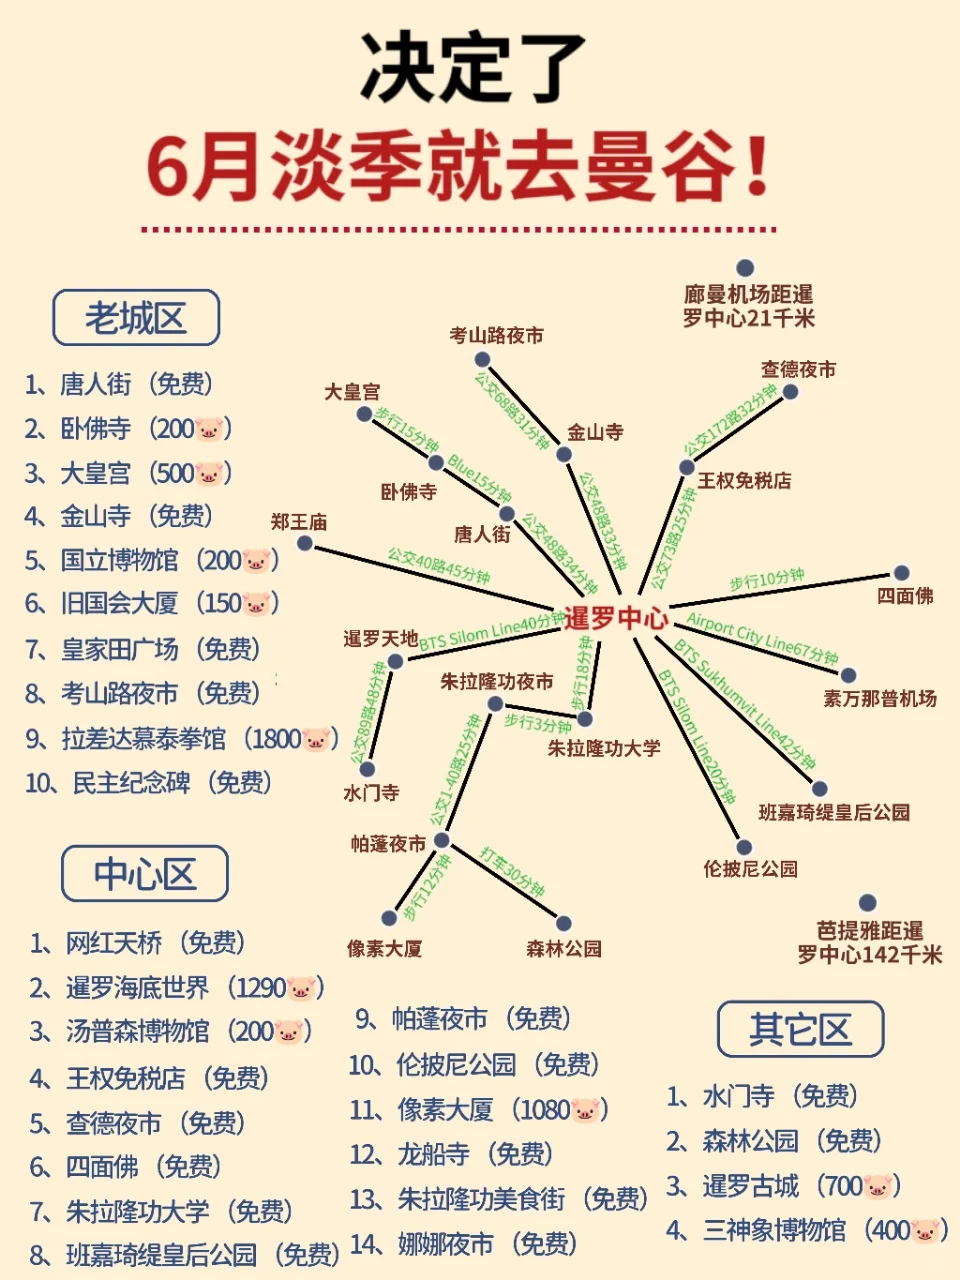 决定了
6月淡季就去曼谷！
老城区
1、唐人街（免费）
2、卧佛寺（200🐷）
3、大皇宫（500🐷）
4、金山寺（免费）
5、国立博物馆（200🐷）
6、旧国会大厦（150🐷）
7、皇家田广场（免费）
8、考山路夜市（免费）
9、拉差达慕泰拳馆（1800🐷）
10、民主纪念碑（免费）
廊曼机场距暹
罗中心21千米
考山路夜市
公交68路31分钟
金山寺
公交48路33分钟
查德夜市
公交172路32分钟
王权免税店
公交73路25分钟
大皇宫
步行15分钟
卧佛寺
Blue15分钟
唐人街
公交48路34分钟
郑王庙
公交40路45分钟
暹罗中心
步行10分钟
四面佛
Airport City Line67分钟
素万那普机场
暹罗天地
BTS Silom Line40分钟
公交89路48分钟
水门寺
朱拉隆功夜市
步行3分钟
步行18分钟
朱拉隆功大学
BTS Sukhumvit Line42分钟
班嘉琦缇皇后公园
BTS Silom Line20分钟
伦披尼公园
公交1-40路25分钟
帕蓬夜市
步行12分钟
像素大厦
打车30分钟
森林公园
芭提雅距暹
罗中心142千米
中心区
1、网红天桥（免费）
2、暹罗海底世界（1290🐷）
3、汤普森博物馆（200🐷）
4、王权免税店（免费）
5、查德夜市（免费）
6、四面佛（免费）
7、朱拉隆功大学（免费）
8、班嘉琦缇皇后公园（免费）
9、帕蓬夜市（免费）
10、伦披尼公园（免费）
11、像素大厦（1080🐷）
12、龙船寺（免费）
13、朱拉隆功美食街（免费）
14、娜娜夜市（免费）
其它区
1、水门寺（免费）
2、森林公园（免费）
3、暹罗古城（700🐷）
4、三神象博物馆（400🐷）